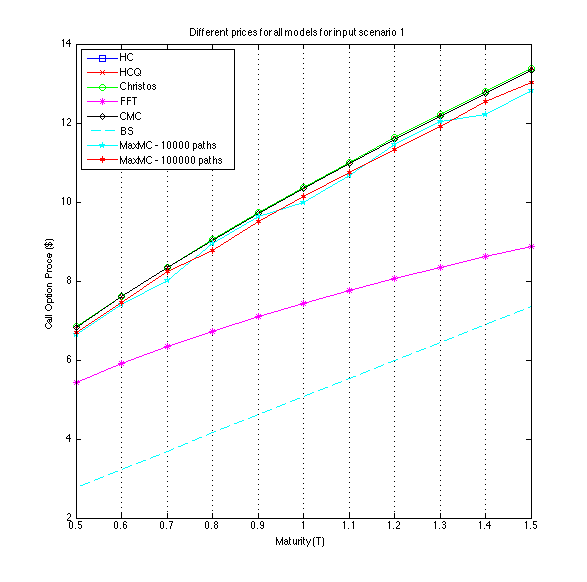 Different prices for all models for input scenario 1
14
12
10
8
6
4
2
Call Option Proce ($)
HC
HCQ
Christos
FFT
CMC
BS
MaxMC - 10000 paths
MaxMC - 100000 paths
0.5 0.6 0.7 0.8 0.9 1 1.1 1.2 1.3 1.4 1.5
Maturity (T)